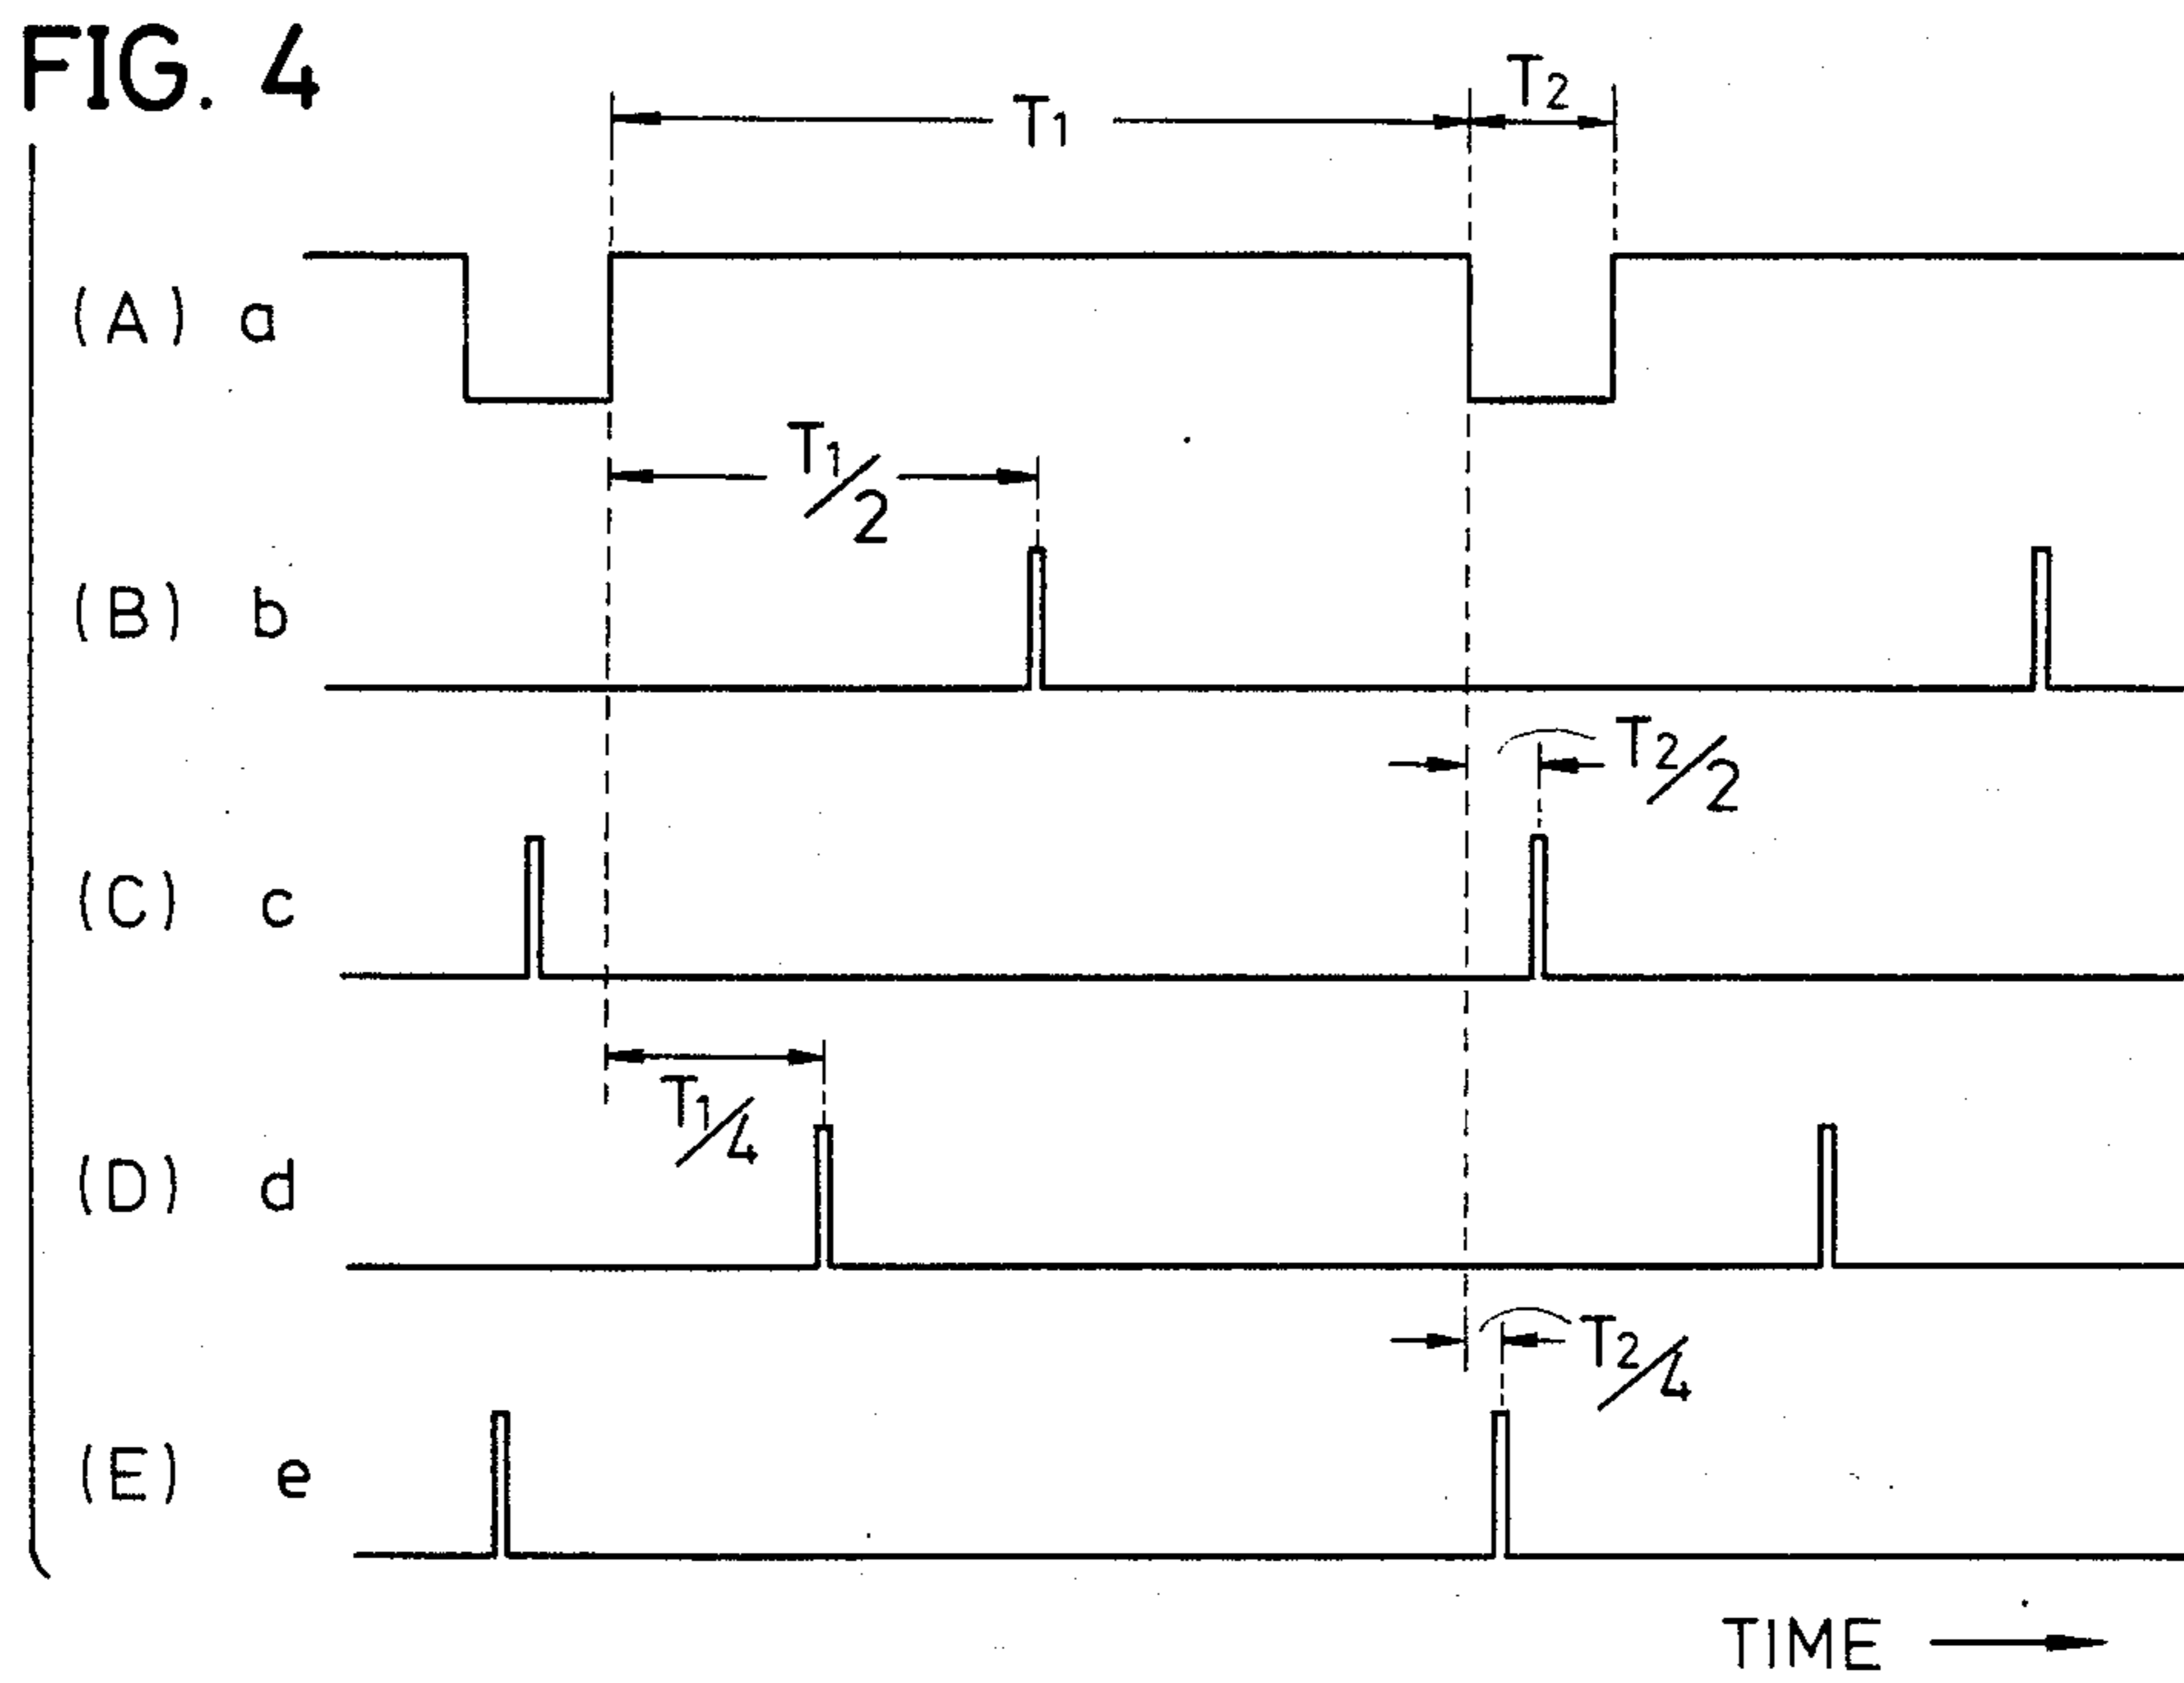 FIG. 4
T1
T2
(A) a
T1/2
(B) b
T2/2
(C) c
T1/4
(D) d
T2/4
(E) e
TIME